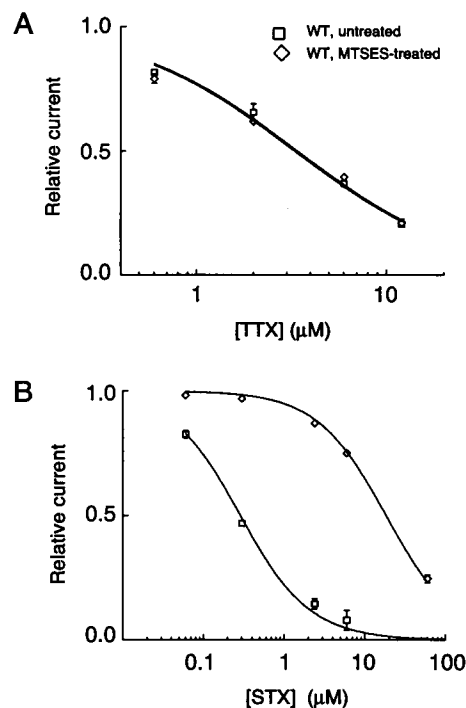 A
WT, untreated
WT, MTSES-treated
Relative current
1.0
0.5
0.0
1
10
[TTX] (μM)
B
Relative current
1.0
0.5
0.0
0.1
1
10
100
[STX] (μM)